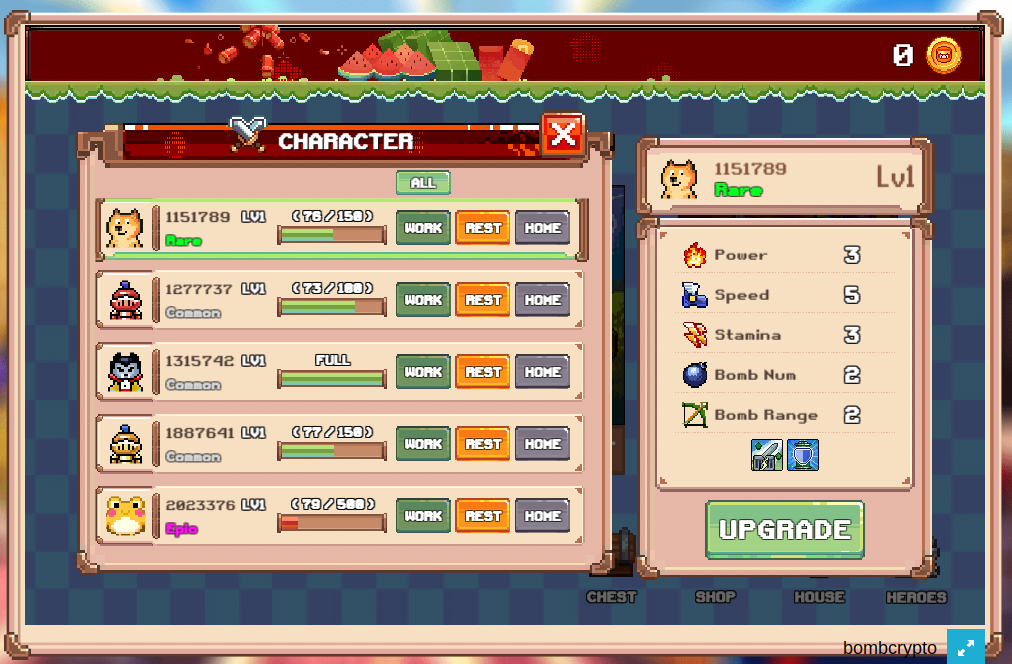 0
CHARACTER
ALL
1151789 LV1 (76/150) WORK REST HOME
Rare
1277737 LV1 (73/100) WORK REST HOME
Common
1315742 LV1 FULL WORK REST HOME
Common
1887641 LV1 (77/150) WORK REST HOME
Common
2023376 LV1 (79/500) WORK REST HOME
Epic
1151789 Lv1
Rare
Power 3
Speed 5
Stamina 3
Bomb Num 2
Bomb Range 2
UPGRADE
CHEST SHOP HOUSE HEROES
bombcrypto